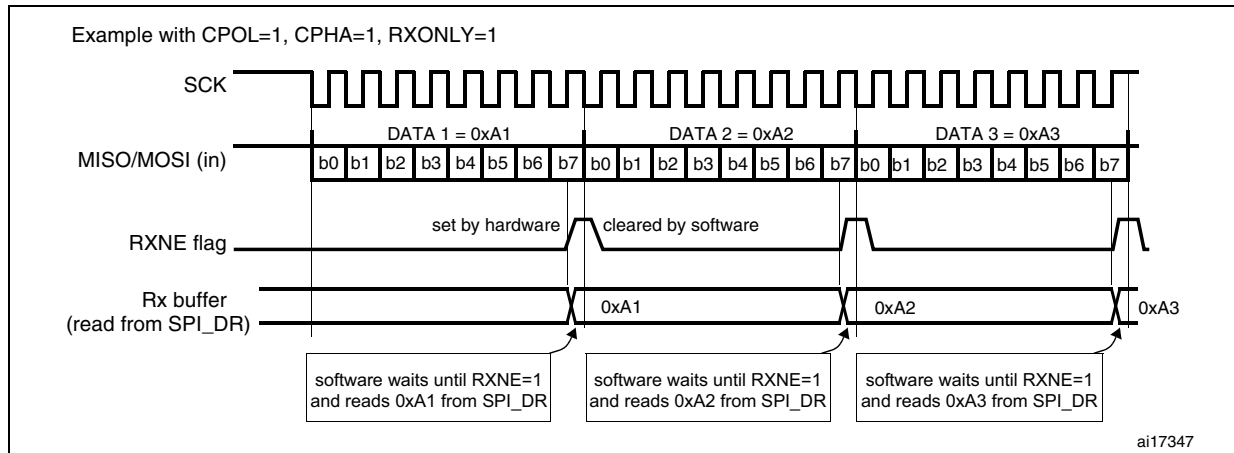 Example with CPOL=1, CPHA=1, RXONLY=1
SCK
DATA 1 = 0xA1 DATA 2 = 0xA2 DATA 3 = 0xA3
MISO/MOSI (in) b0 b1 b2 b3 b4 b5 b6 b7 b0 b1 b2 b3 b4 b5 b6 b7 b0 b1 b2 b3 b4 b5 b6 b7
set by hardware cleared by software
RXNE flag
Rx buffer
(read from SPI_DR)
0xA1 0xA2 0xA3
software waits until RXNE=1
and reads 0xA1 from SPI_DR
software waits until RXNE=1
and reads 0xA2 from SPI_DR
software waits until RXNE=1
and reads 0xA3 from SPI_DR
ai17347